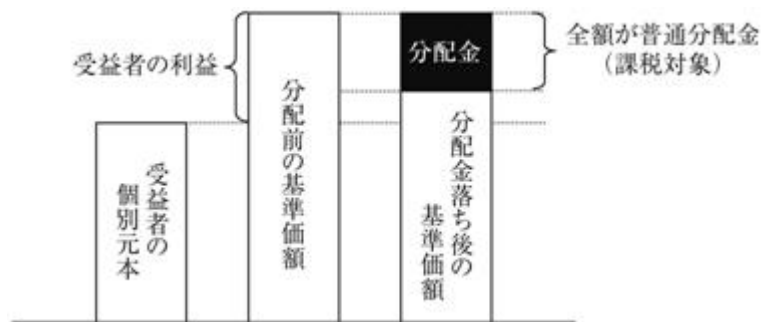 受益者の利益
受益者の
個別元本
分配前の基準価額
分配金
分配金落ち後の
基準価額
全額が普通分配金
（課税対象）